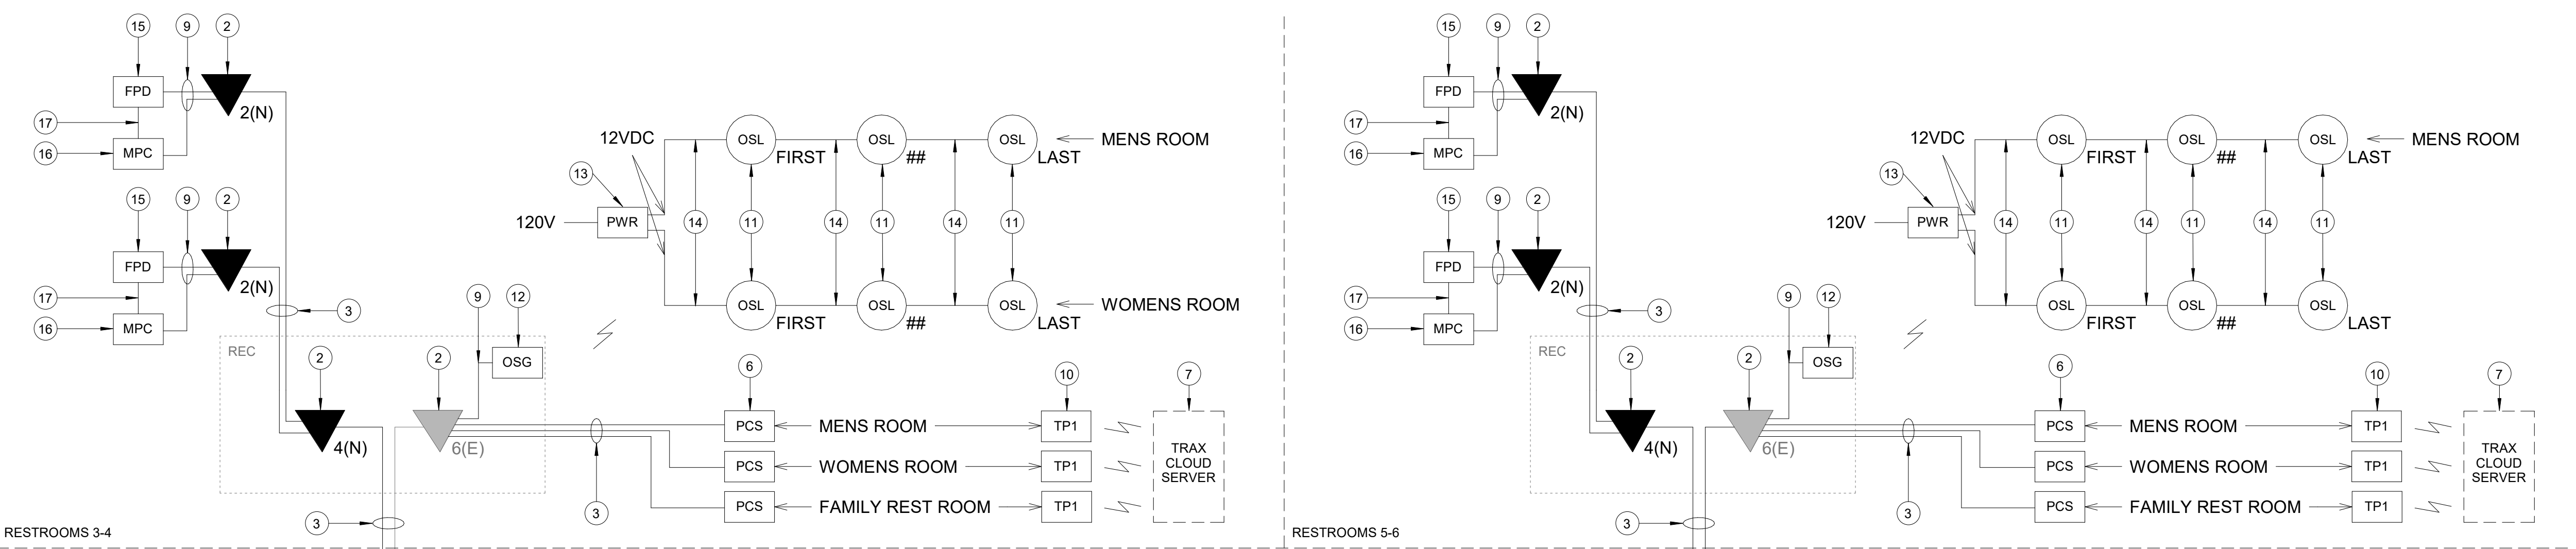 15
9
2
FPD
2(N)
17
16
MPC
15
9
2
FPD
2(N)
17
16
MPC
3
12VDC
13
120V
PWR
OSL
FIRST
OSL
##
OSL
LAST
MENS ROOM
14
11
14
11
14
11
OSL
FIRST
OSL
##
OSL
LAST
WOMENS ROOM
REC
9
12
OSG
2
2
4(N)
6(E)
6
10
7
PCS
MENS ROOM
TP1
PCS
WOMENS ROOM
TP1
PCS
FAMILY REST ROOM
TP1
TRAX
CLOUD
SERVER
3
3
RESTROOMS 3-4
15
9
2
FPD
2(N)
17
16
MPC
15
9
2
FPD
2(N)
17
16
MPC
3
12VDC
13
120V
PWR
OSL
FIRST
OSL
##
OSL
LAST
MENS ROOM
14
11
14
11
14
11
OSL
FIRST
OSL
##
OSL
LAST
WOMENS ROOM
REC
9
12
OSG
2
2
4(N)
6(E)
6
10
7
PCS
MENS ROOM
TP1
PCS
WOMENS ROOM
TP1
PCS
FAMILY REST ROOM
TP1
TRAX
CLOUD
SERVER
3
3
RESTROOMS 5-6